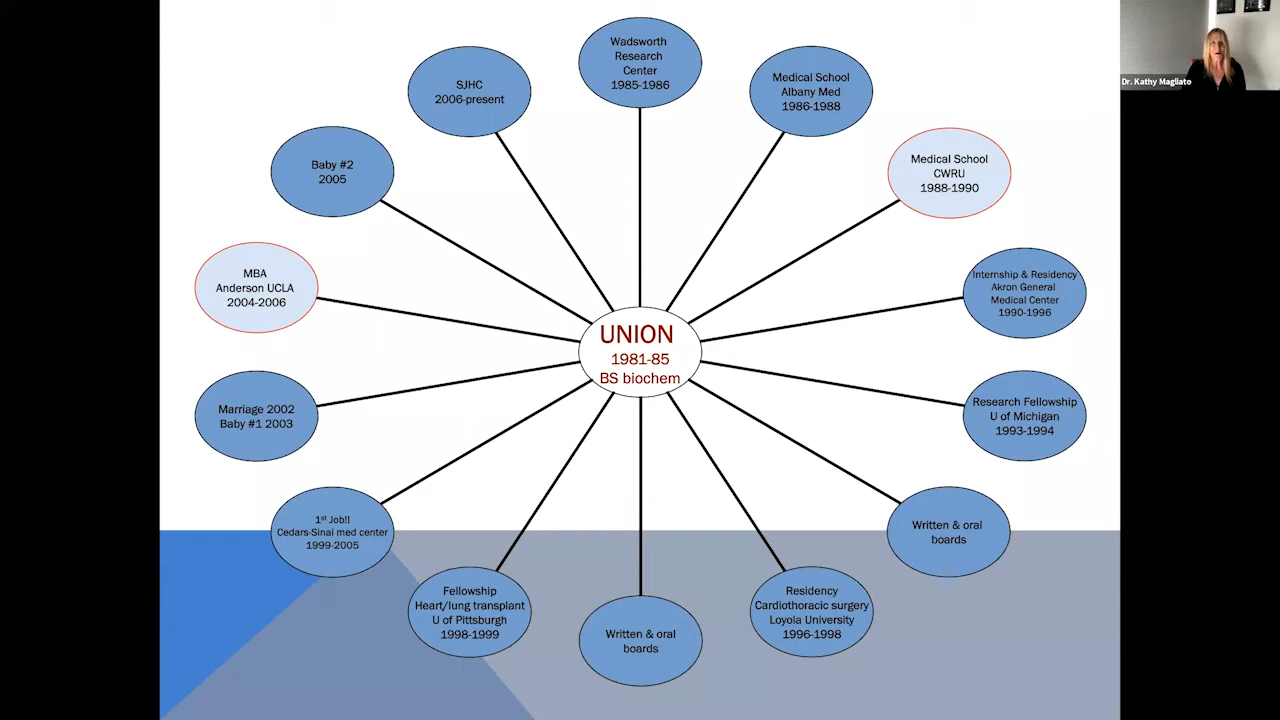 Wadsworth
Research
Center
1985-1986
Medical School
Albany Med
1986-1988
Medical School
CWRU
1988-1990
Internship & Residency
Akron General
Medical Center
1990-1996
Research Fellowship
U of Michigan
1993-1994
Written & oral
boards
Residency
Cardiothoracic surgery
Loyola University
1996-1998
Written & oral
boards
Fellowship
Heart/lung transplant
U of Pittsburgh
1998-1999
1st Job!!
Cedars-Sinai med center
1999-2005
Marriage 2002
Baby #1 2003
MBA
Anderson UCLA
2004-2006
Baby #2
2005
SJHC
2006-present
UNION
1981-85
BS biochem
Dr. Kathy Magliato